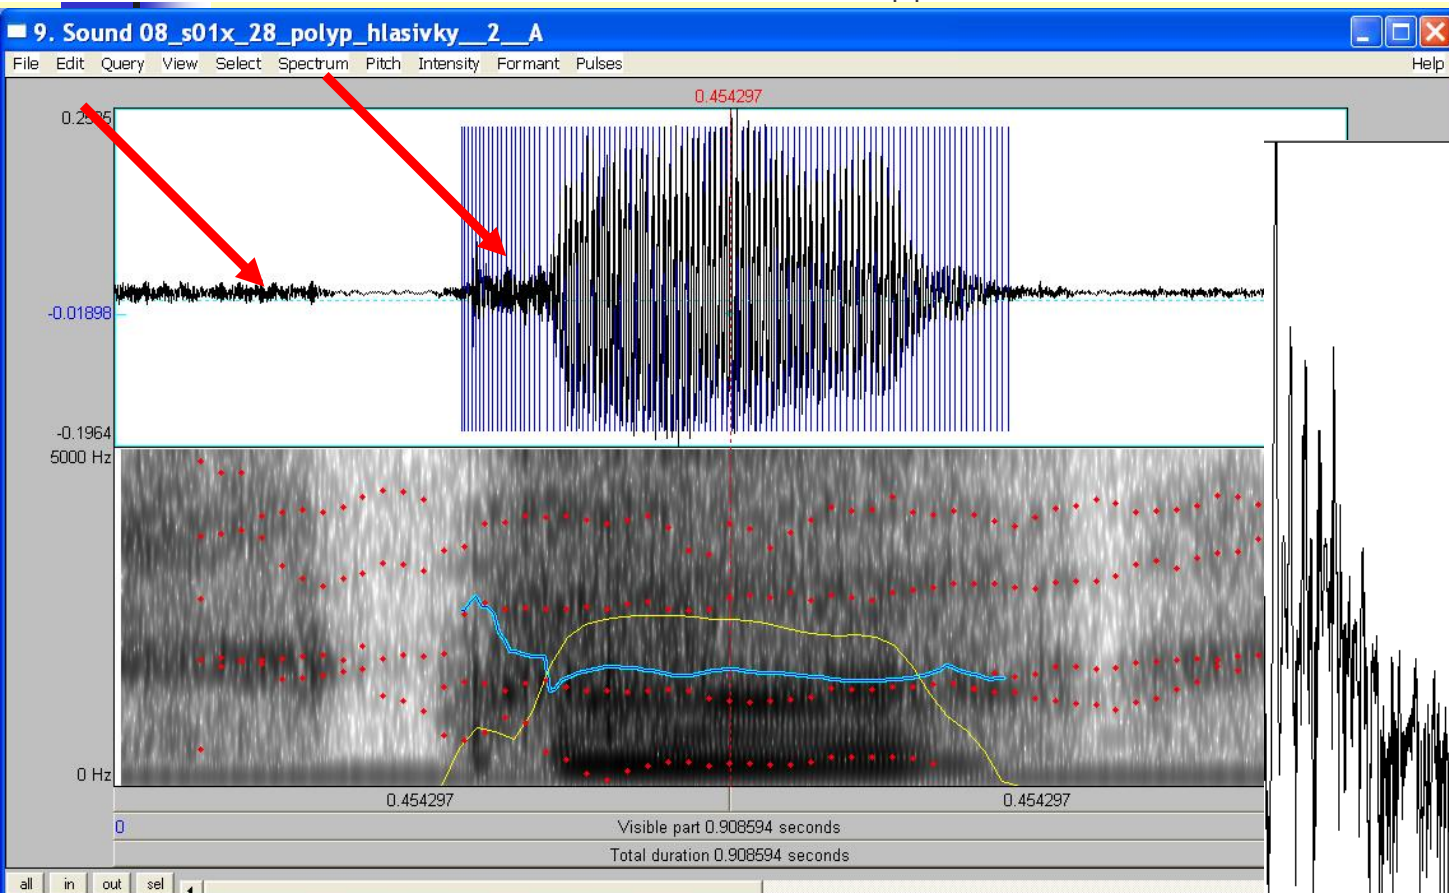 9. Sound 08_s01x_28_polyp_hlasivky__2__A
File Edit Query View Select Spectrum Pitch Intensity Formant Pulses Help
0.454297
-0.01898
-0.1964
5000 Hz
0 Hz
0.454297 0.454297
0 Visible part 0.908594 seconds
Total duration 0.908594 seconds
all in out sel